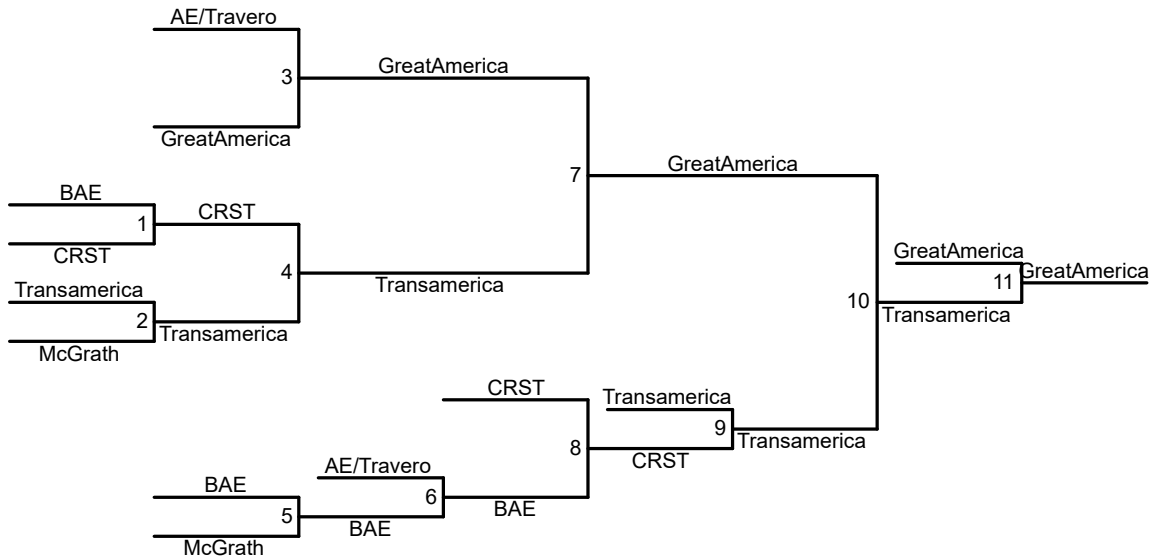 AE/Travero
3
GreatAmerica
GreatAmerica
BAE
1
CRST
CRST
Transamerica
2
McGrath
Transamerica
4
Transamerica
7
GreatAmerica
CRST
AE/Travero
BAE
5
McGrath
BAE
6
BAE
8
Transamerica
CRST
9
Transamerica
10
GreatAmerica
Transamerica
11
GreatAmerica